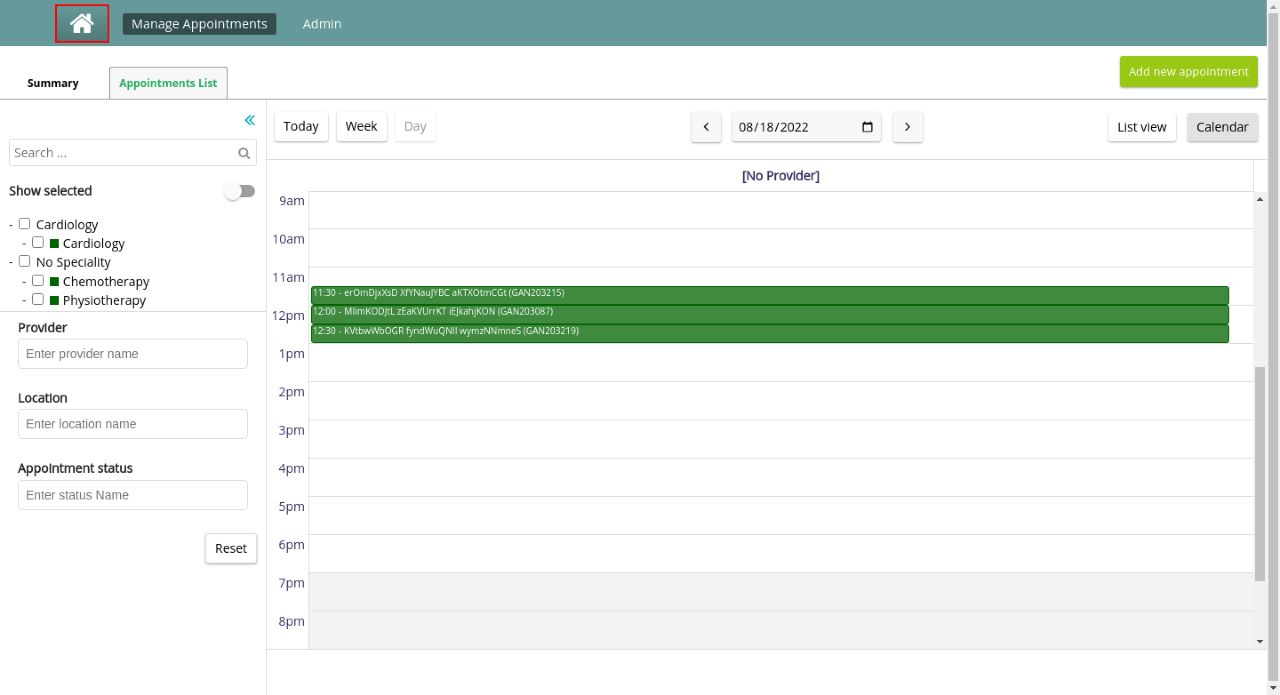 Manage Appointments
Admin
Summary
Appointments List
Add new appointment
Today
Week
Day
08/18/2022
List view
Calendar
Search ...
Show selected
- Cardiology
- Cardiology
- No Speciality
- Chemotherapy
- Physiotherapy
Provider
Enter provider name
Location
Enter location name
Appointment status
Enter status Name
Reset
[No Provider]
9am
10am
11am
11:30 - erOmDjxXsD XfYNauJYBC aKTXOtmCGt (GAN203215)
12pm
12:00 - MlimKODJtL zEaKVUrrKT iEJkahjKON (GAN203087)
12:30 - KVtbwWbOGR fyndWuQNIl wymzNNmneS (GAN203219)
1pm
2pm
3pm
4pm
5pm
6pm
7pm
8pm